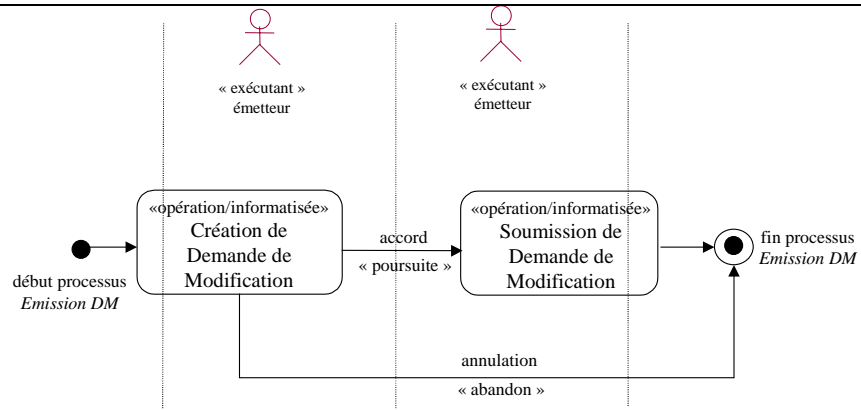 « exécutant »
émetteur
« exécutant »
émetteur
«opération/informatisée»
Création de
Demande de
Modification
accord
« poursuite »
«opération/informatisée»
Soumission de
Demande de
Modification
début processus
Emission DM
fin processus
Emission DM
annulation
« abandon »